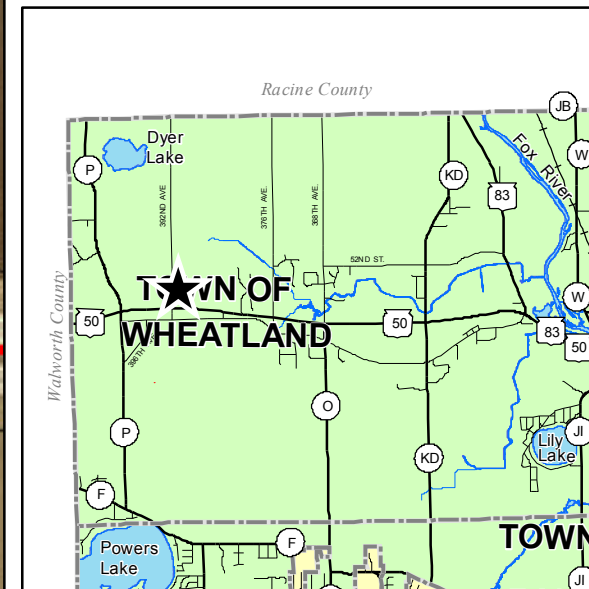 Racine County
JB
Dyer
Lake
Fox River
W
P
KD
392ND AVE
376TH AVE.
368TH AVE.
83
52ND ST.
Walworth County
TOWN OF
WHEATLAND
W
50
50
83
50
396TH
O
P
JI
Lily
Lake
KD
F
TOWN
F
Powers
Lake
JI